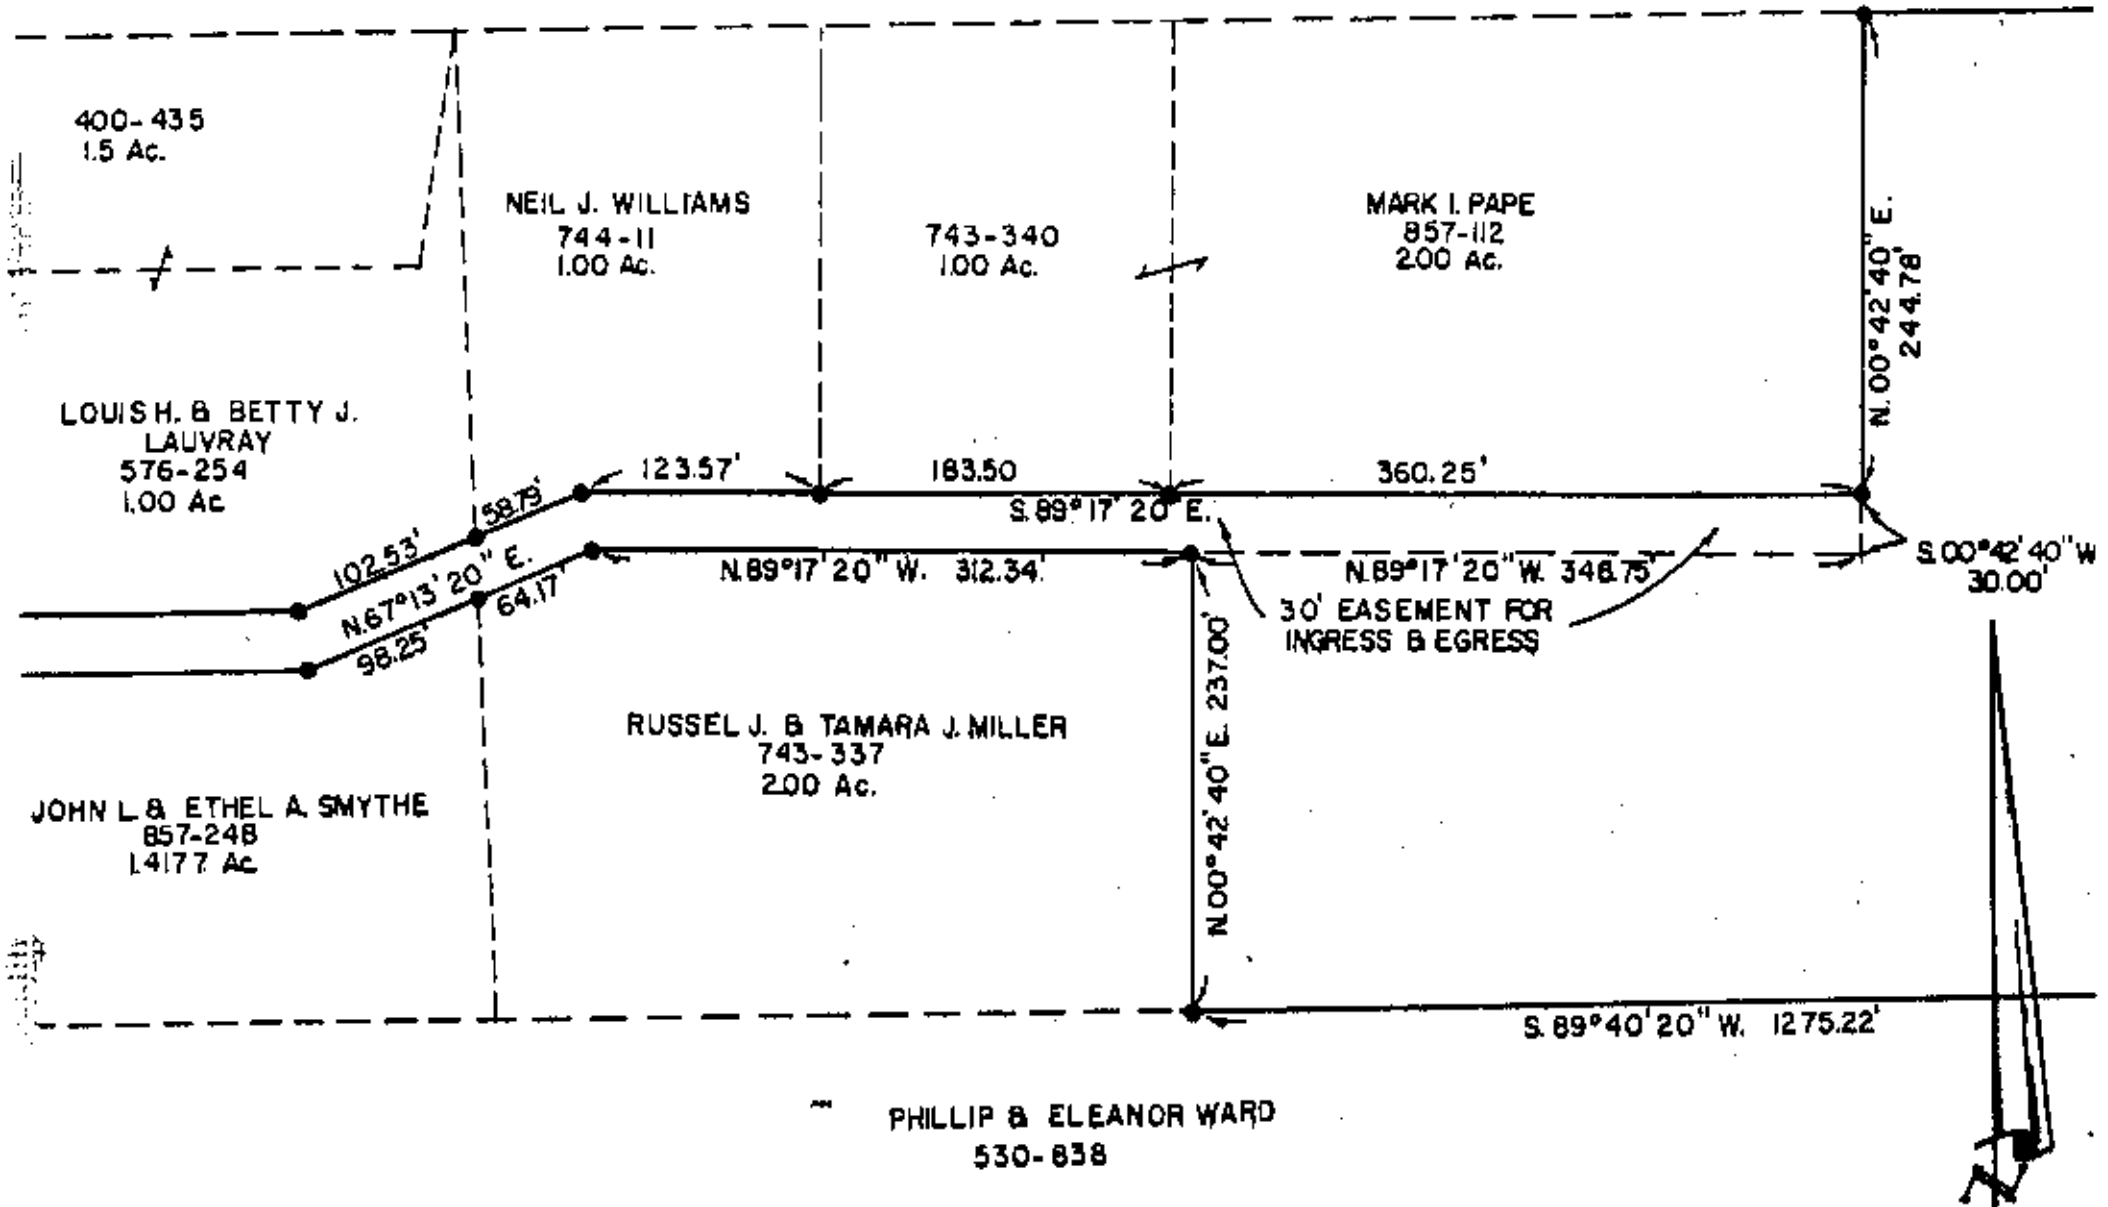 400-435
1.5 Ac.
NEIL J. WILLIAMS
744-11
1.00 Ac.
743-340
1.00 Ac.
MARK I. PAPE
857-112
2.00 Ac.
N.00°42'40"E.
244.78'
LOUIS H. & BETTY J.
LAUVRAY
576-254
1.00 Ac
102.53'
58.79'
123.57'
183.50
360.25'
S.89°17'20"E.
N.67°13'20"E.
98.25'
64.17'
N.89°17'20"W. 312.34'
N.89°17'20"W. 346.75'
S.00°42'40"W
30.00'
30' EASEMENT FOR
INGRESS & EGRESS
N.00°42'40"E. 237.00'
RUSSEL J. & TAMARA J. MILLER
743-337
2.00 Ac.
JOHN L. & ETHEL A. SMYTHE
857-248
1.4177 Ac
S.89°40'20"W. 1275.22'
PHILLIP & ELEANOR WARD
530-838
N